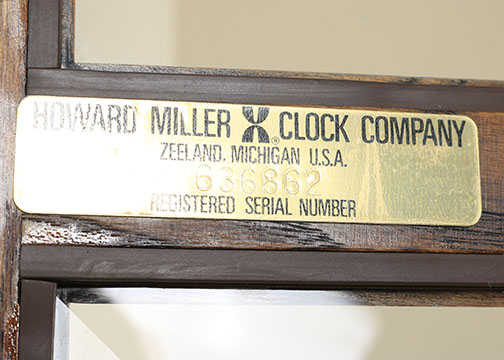 HOWARD MILLER ® CLOCK COMPANY
ZEELAND, MICHIGAN U.S.A.
636862
REGISTERED SERIAL NUMBER